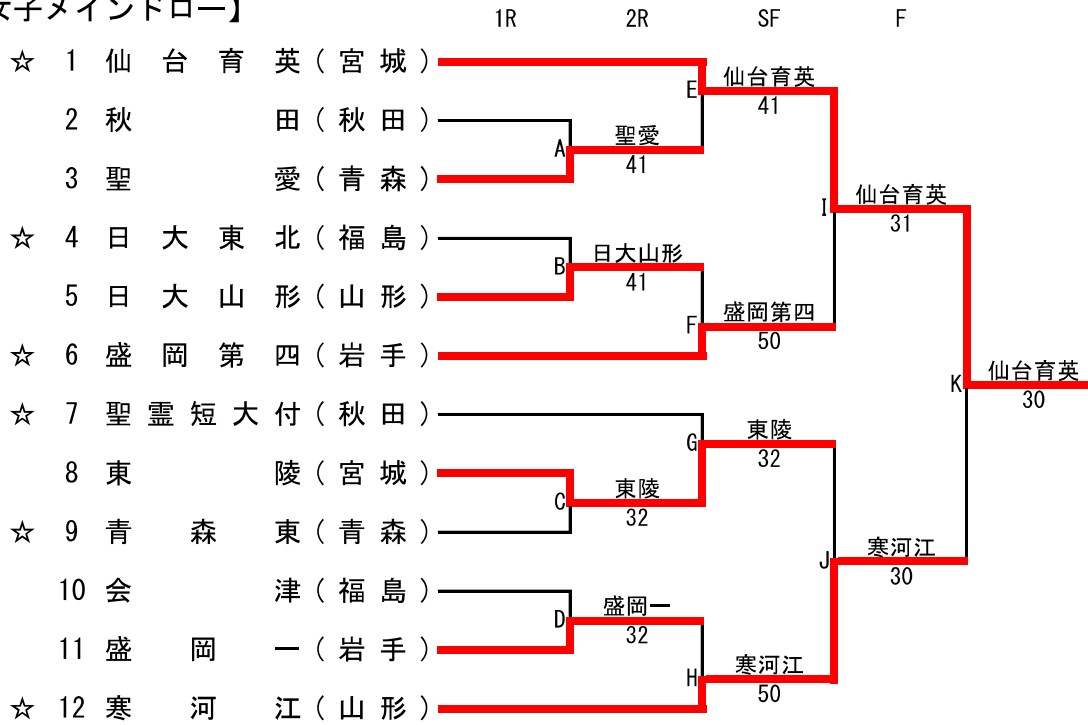 女子メインドロー】
1R 2R SF F
☆ 1 仙台育英(宮城)
2 秋田(秋田)
3 聖愛(青森)
☆ 4 日大東北(福島)
5 日大山形(山形)
☆ 6 盛岡第四(岩手)
☆ 7 聖霊短大付(秋田)
8 東陵(宮城)
☆ 9 青森東(青森)
10 会津(福島)
11 盛岡一(岩手)
☆ 12 寒河江(山形)
A 聖愛
41
B 日大山形
41
C 東陵
32
D 盛岡一
32
E 仙台育英
41
F 盛岡第四
50
G 東陵
32
H 寒河江
50
I 仙台育英
31
J 寒河江
30
K 仙台育英
30